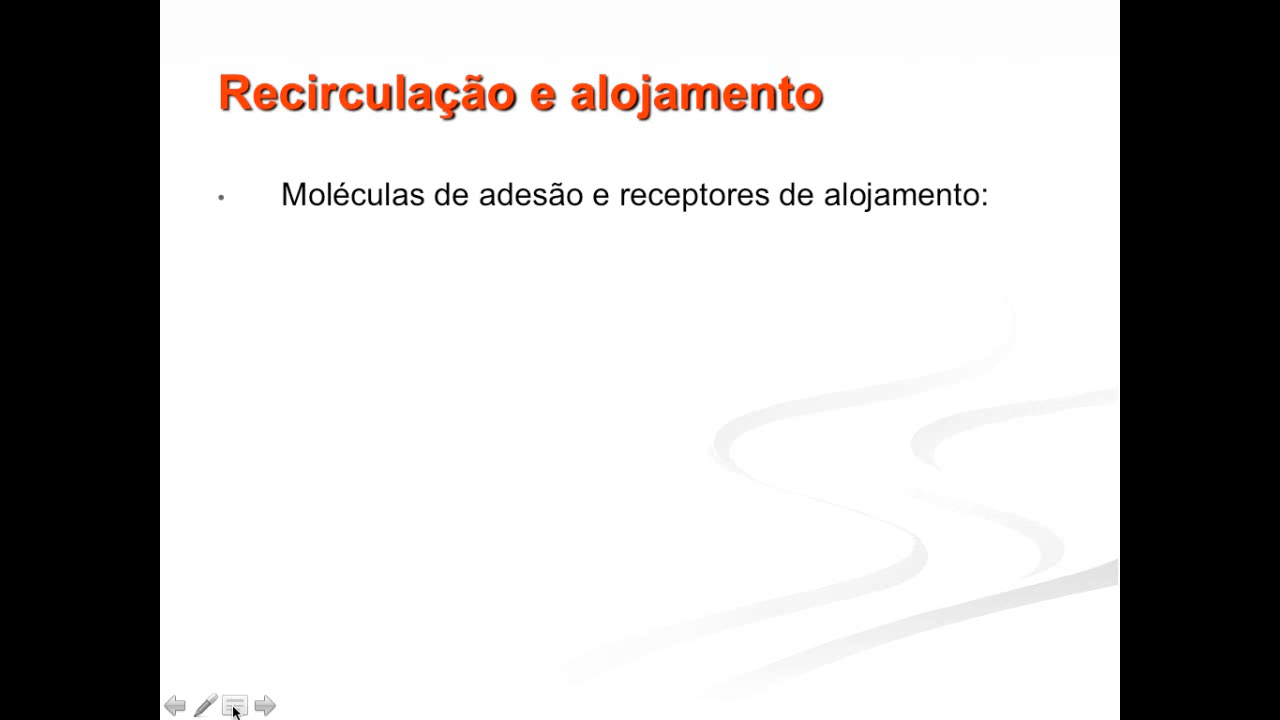 Recirculação e alojamento
• Moléculas de adesão e receptores de alojamento: